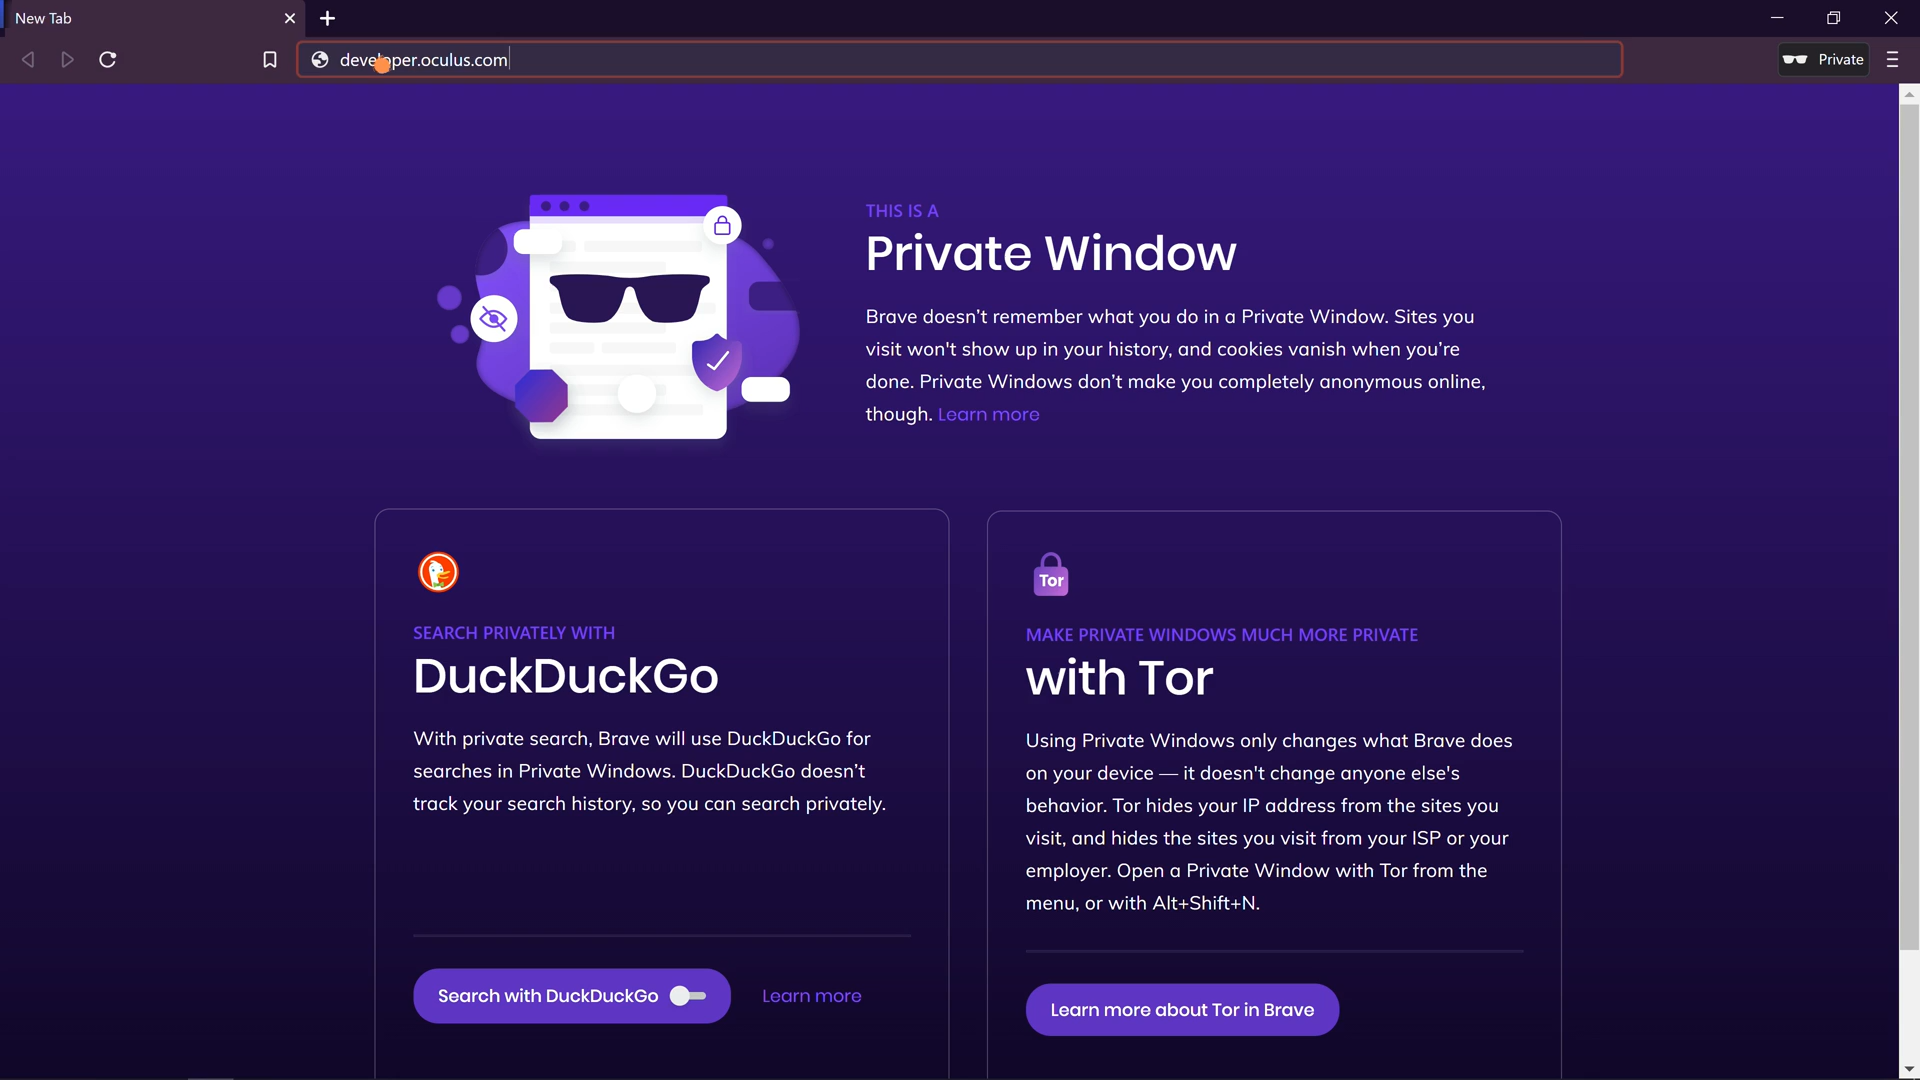 New Tab
developer.oculus.com
Private
THIS IS A
Private Window
Brave doesn’t remember what you do in a Private Window. Sites you
visit won't show up in your history, and cookies vanish when you’re
done. Private Windows don’t make you completely anonymous online,
though. Learn more
SEARCH PRIVATELY WITH
DuckDuckGo
With private search, Brave will use DuckDuckGo for
searches in Private Windows. DuckDuckGo doesn’t
track your search history, so you can search privately.
Search with DuckDuckGo
Learn more
Tor
MAKE PRIVATE WINDOWS MUCH MORE PRIVATE
with Tor
Using Private Windows only changes what Brave does
on your device — it doesn't change anyone else's
behavior. Tor hides your IP address from the sites you
visit, and hides the sites you visit from your ISP or your
employer. Open a Private Window with Tor from the
menu, or with Alt+Shift+N.
Learn more about Tor in Brave